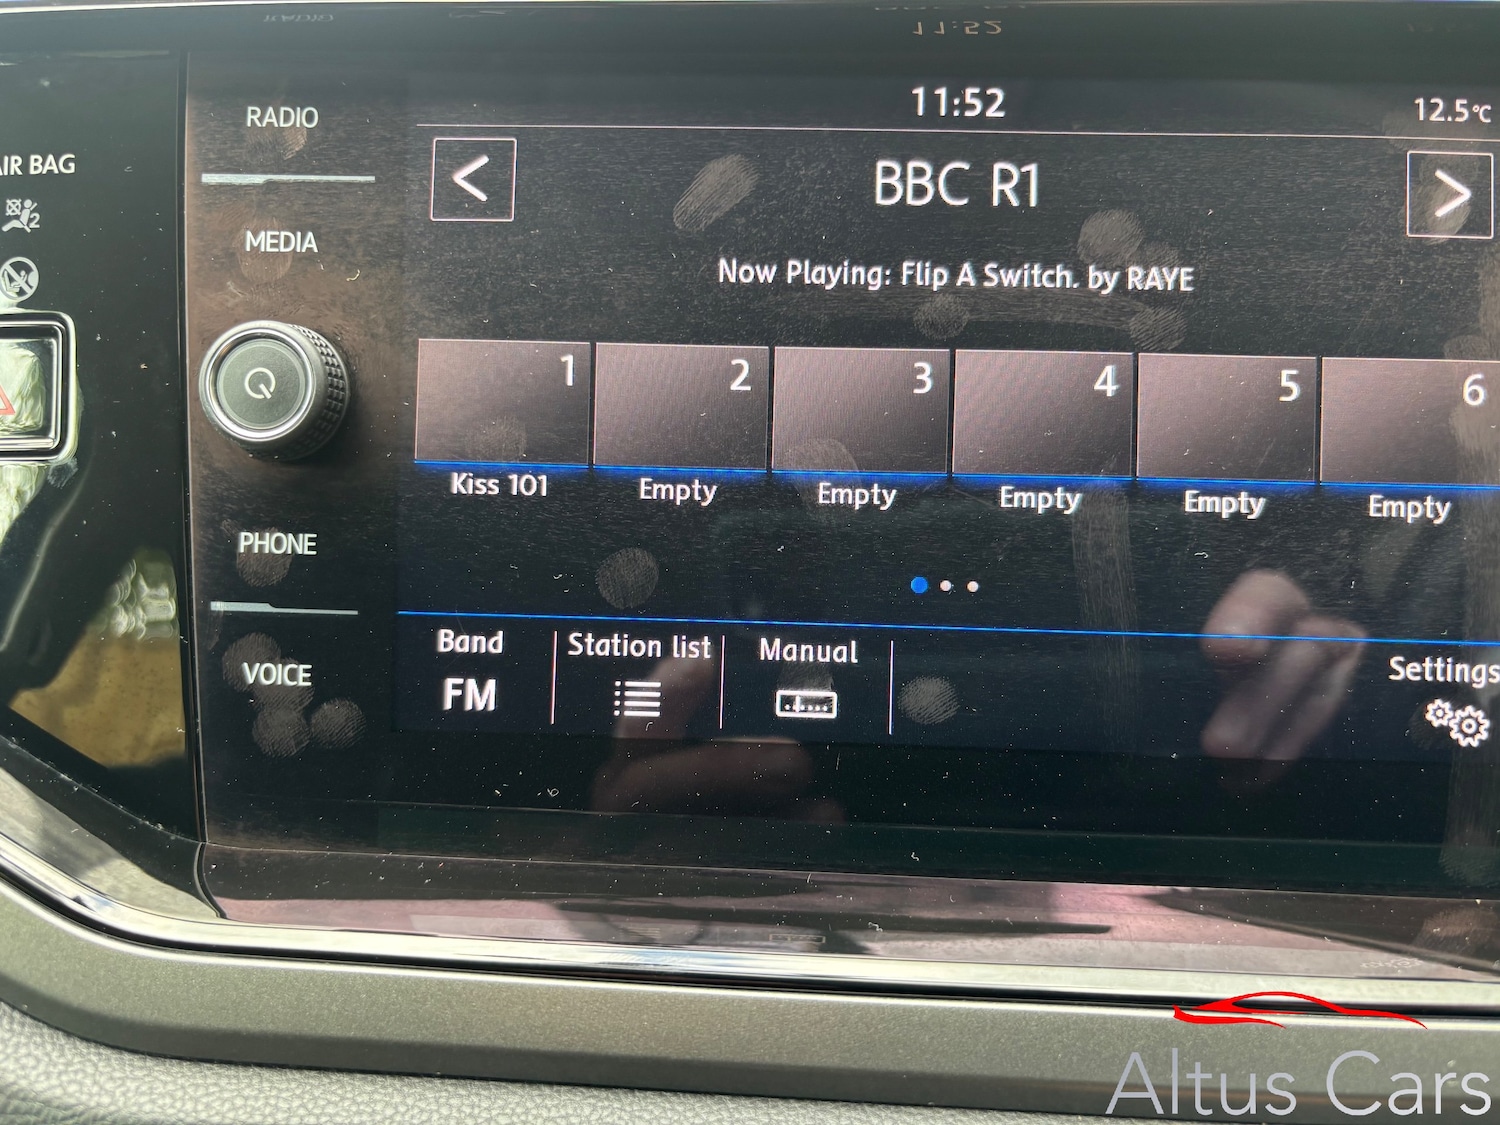 RADIO
11:52
12.5°C
AIR BAG
<
BBC R1
>
MEDIA
Now Playing: Flip A Switch. by RAYE
1
2
3
4
5
6
Kiss 101
Empty
Empty
Empty
Empty
Empty
PHONE
Band
Station list
Manual
Settings
VOICE
FM
Altus Cars